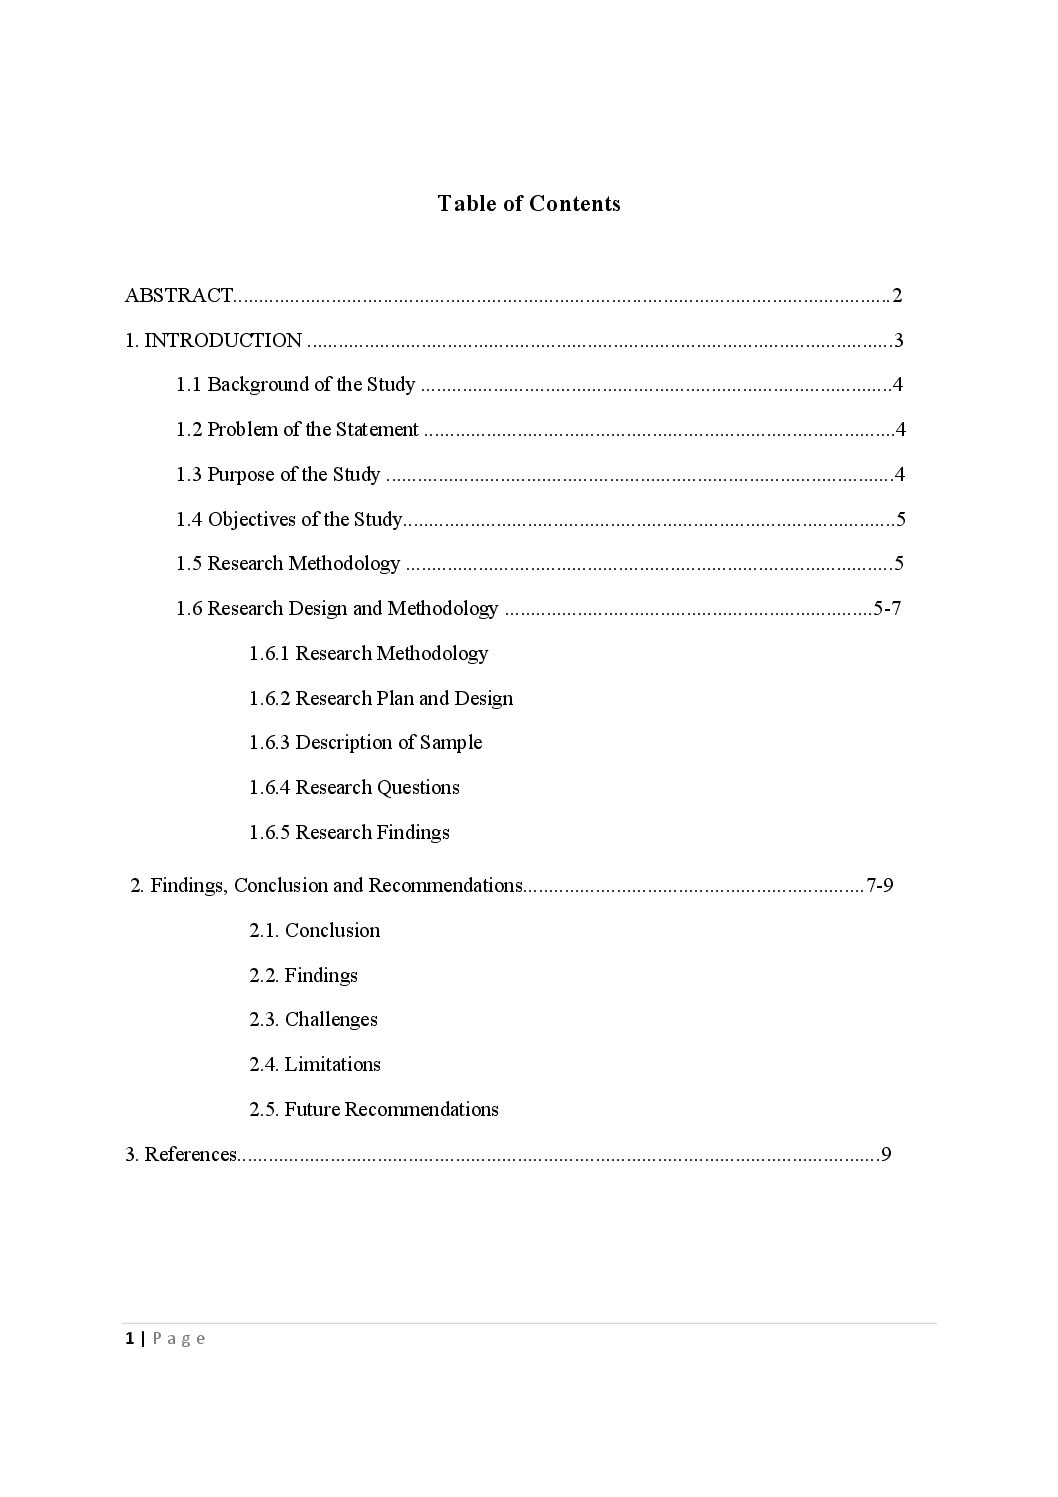 Table of Contents
ABSTRACT...............................................................................................................................2
1. INTRODUCTION .................................................................................................................3
1.1 Background of the Study ...........................................................................................4
1.2 Problem of the Statement ...........................................................................................4
1.3 Purpose of the Study ..................................................................................................4
1.4 Objectives of the Study...............................................................................................5
1.5 Research Methodology ..............................................................................................5
1.6 Research Design and Methodology .......................................................................5-7
1.6.1 Research Methodology
1.6.2 Research Plan and Design
1.6.3 Description of Sample
1.6.4 Research Questions
1.6.5 Research Findings
2. Findings, Conclusion and Recommendations..................................................................7-9
2.1. Conclusion
2.2. Findings
2.3. Challenges
2.4. Limitations
2.5. Future Recommendations
3. References............................................................................................................................9
1 | Page